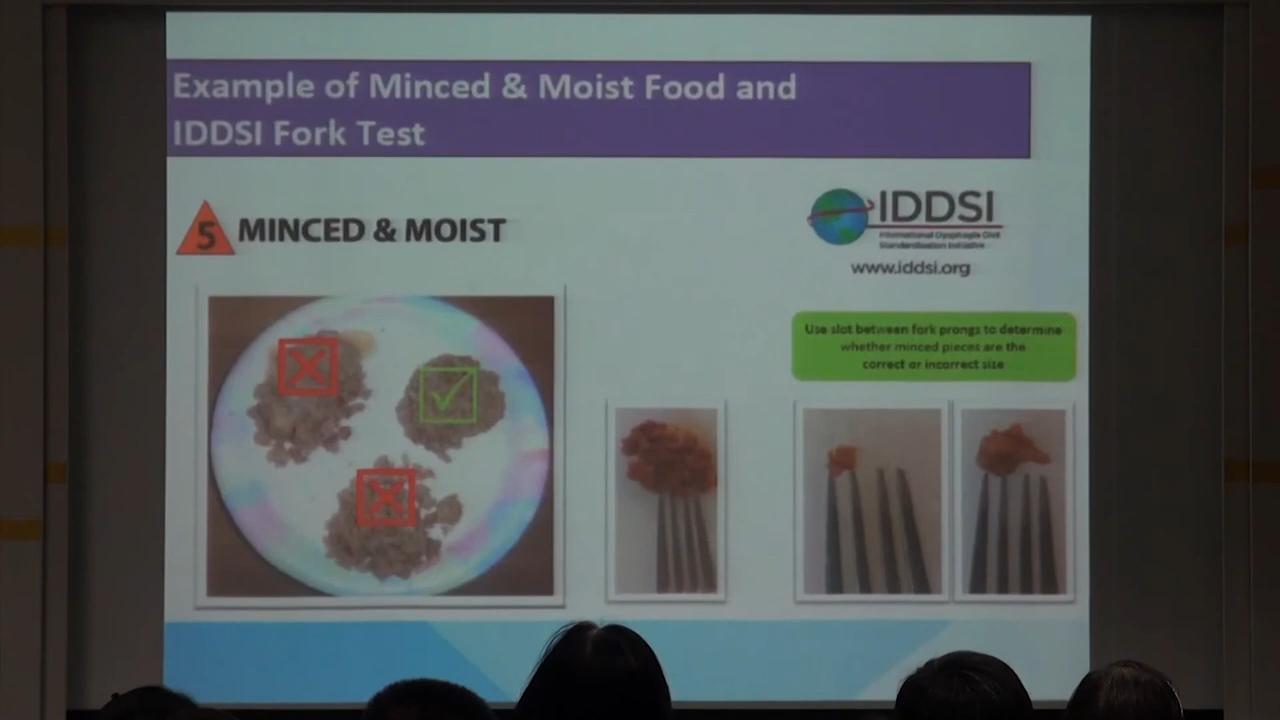 Example of Minced & Moist Food and
IDDSI Fork Test
5 MINCED & MOIST
IDDSI
International Dysphagia Diet
Standardisation Initiative
www.iddsi.org
Use slot between fork prongs to determine
whether minced pieces are the
correct or incorrect size